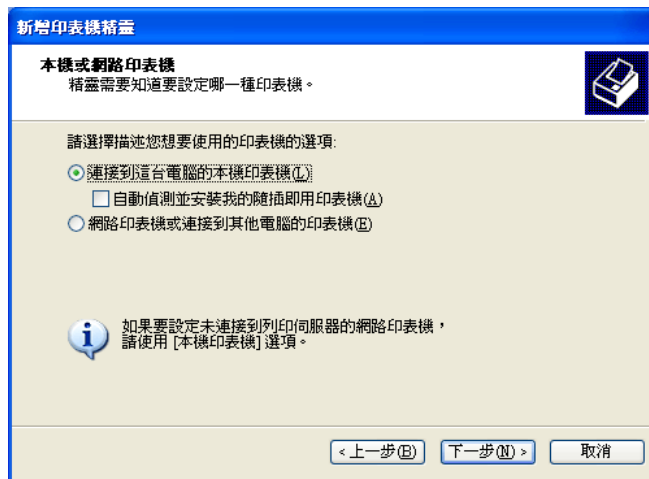 新增印表機精靈
本機或網路印表機
精靈需要知道要設定哪一種印表機。
請選擇描述您想要使用的印表機的選項:
連接到這台電腦的本機印表機(L)
自動偵測並安裝我的隨插即用印表機(A)
網路印表機或連接到其他電腦的印表機(E)
如果要設定未連接到列印伺服器的網路印表機，
請使用 [本機印表機] 選項。
< 上一步(B) 下一步(N) > 取消